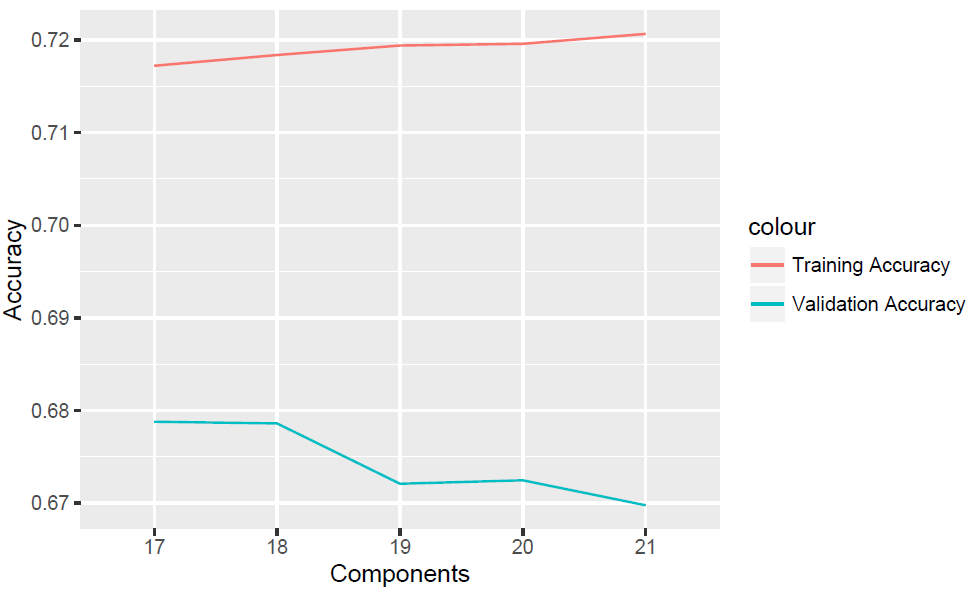 0.72
0.71
0.70
0.69
0.68
0.67
Accuracy
17 18 19 20 21
Components
colour
Training Accuracy
Validation Accuracy